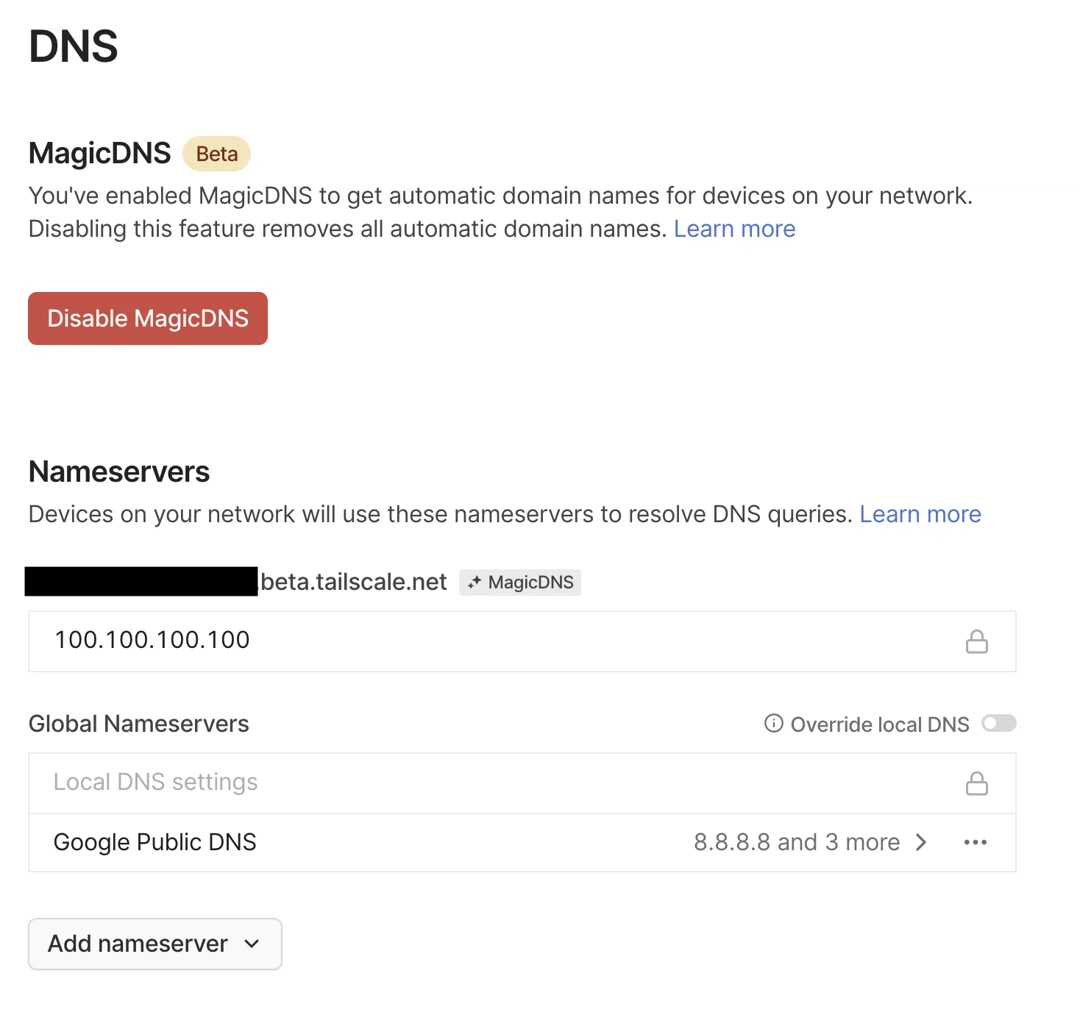 DNS
MagicDNS Beta
You've enabled MagicDNS to get automatic domain names for devices on your network.
Disabling this feature removes all automatic domain names. Learn more
Disable MagicDNS
Nameservers
Devices on your network will use these nameservers to resolve DNS queries. Learn more
.beta.tailscale.net MagicDNS
100.100.100.100
Global Nameservers Override local DNS
Local DNS settings
Google Public DNS 8.8.8.8 and 3 more
Add nameserver